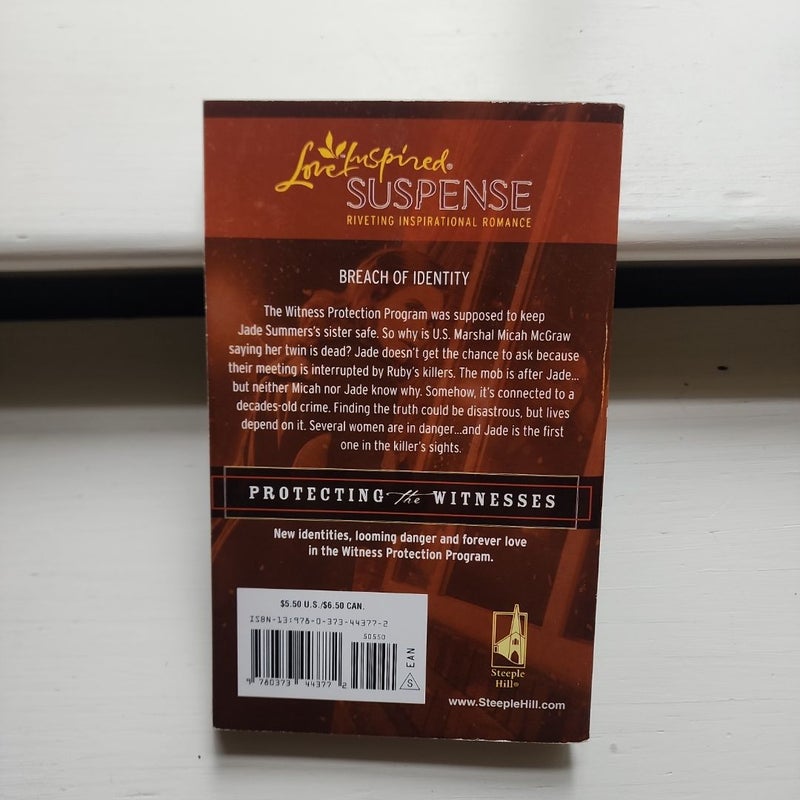 Love Inspired®
SUSPENSE
RIVETING INSPIRATIONAL ROMANCE
BREACH OF IDENTITY
The Witness Protection Program was supposed to keep
Jade Summers's sister safe. So why is U.S. Marshal Micah McGraw
saying her twin is dead? Jade doesn't get the chance to ask because
their meeting is interrupted by Ruby's killers. The mob is after Jade...
but neither Micah nor Jade know why. Somehow, it's connected to a
decades-old crime. Finding the truth could be disastrous, but lives
depend on it. Several women are in danger...and Jade is the first
one in the killer's sights.
PROTECTING the WITNESSES
New identities, looming danger and forever love
in the Witness Protection Program.
$5.50 U.S./$6.50 CAN.
ISBN-13:978-0-373-44377-2
50550
EAN
S
9 780373 443772
Steeple
Hill®
www.SteepleHill.com